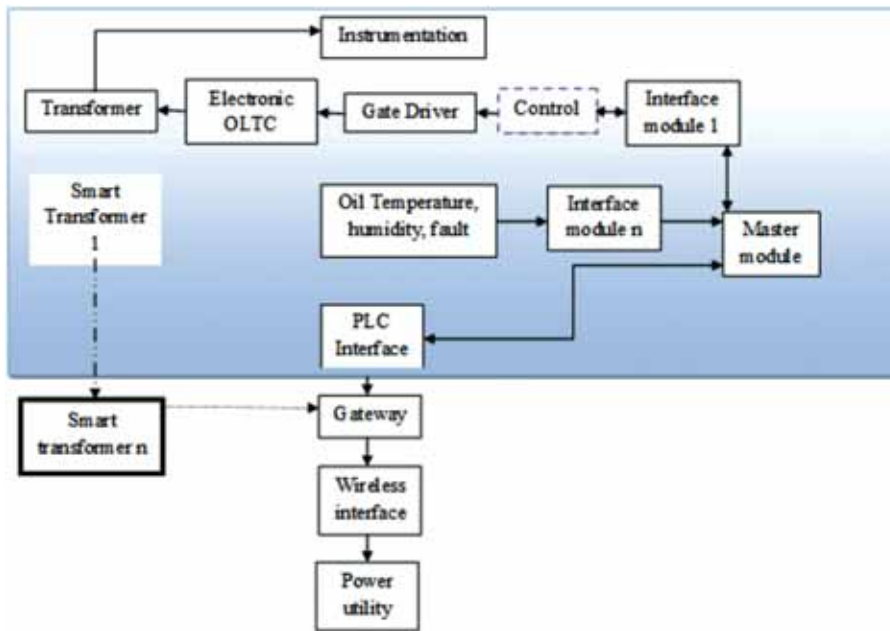 Instrumentation
Transformer
Electronic
OLTC
Gate Driver
Control
Interface
module 1
Smart
Transformer
1
Oil Temperature,
humidity, fault
Interface
module n
Master
module
PLC
Interface
Smart
transformer n
Gateway
Wireless
interface
Power
utility